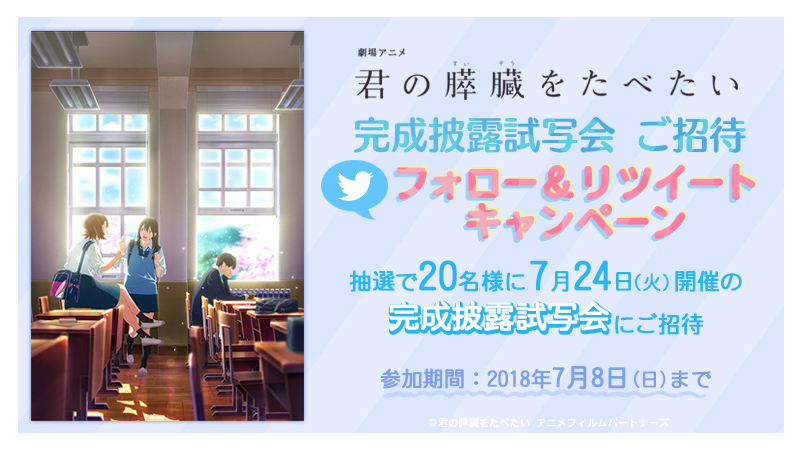 劇場アニメ
すい ぞう
君の膵臓をたべたい
完成披露試写会 ご招待
フォロー＆リツイート
キャンペーン
抽選で20名様に7月24日（火）開催の
完成披露試写会にご招待
参加期間：2018年7月8日（日）まで
©君の膵臓をたべたい アニメフィルムパートナーズ